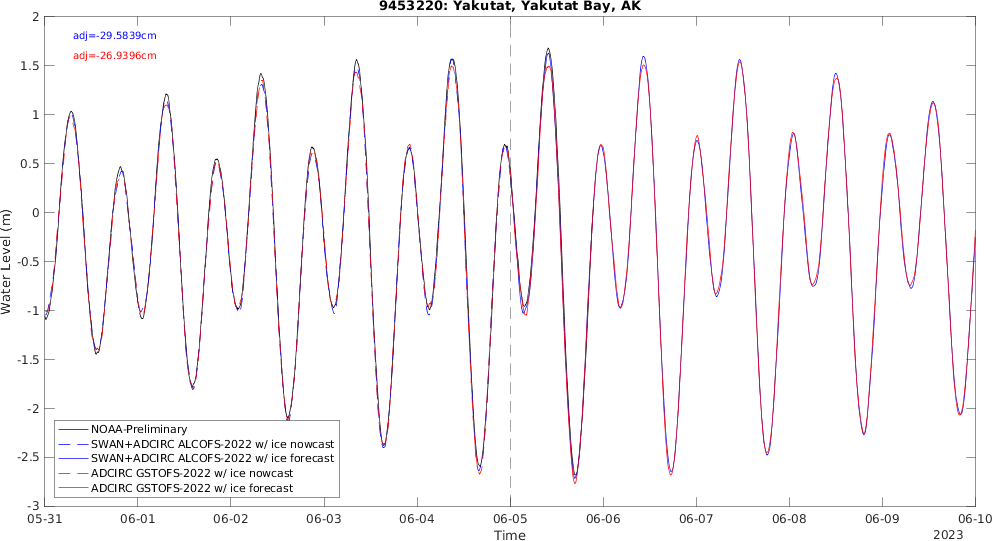 9453220: Yakutat, Yakutat Bay, AK
adj=-29.5839cm
adj=-26.9396cm
2
1.5
1
0.5
0
-0.5
-1
-1.5
-2
-2.5
-3
Water Level (m)
NOAA-Preliminary
SWAN+ADCIRC ALCOFS-2022 w/ ice nowcast
SWAN+ADCIRC ALCOFS-2022 w/ ice forecast
ADCIRC GSTOFS-2022 w/ ice nowcast
ADCIRC GSTOFS-2022 w/ ice forecast
05-31 06-01 06-02 06-03 06-04 06-05 06-06 06-07 06-08 06-09 06-10
Time
2023